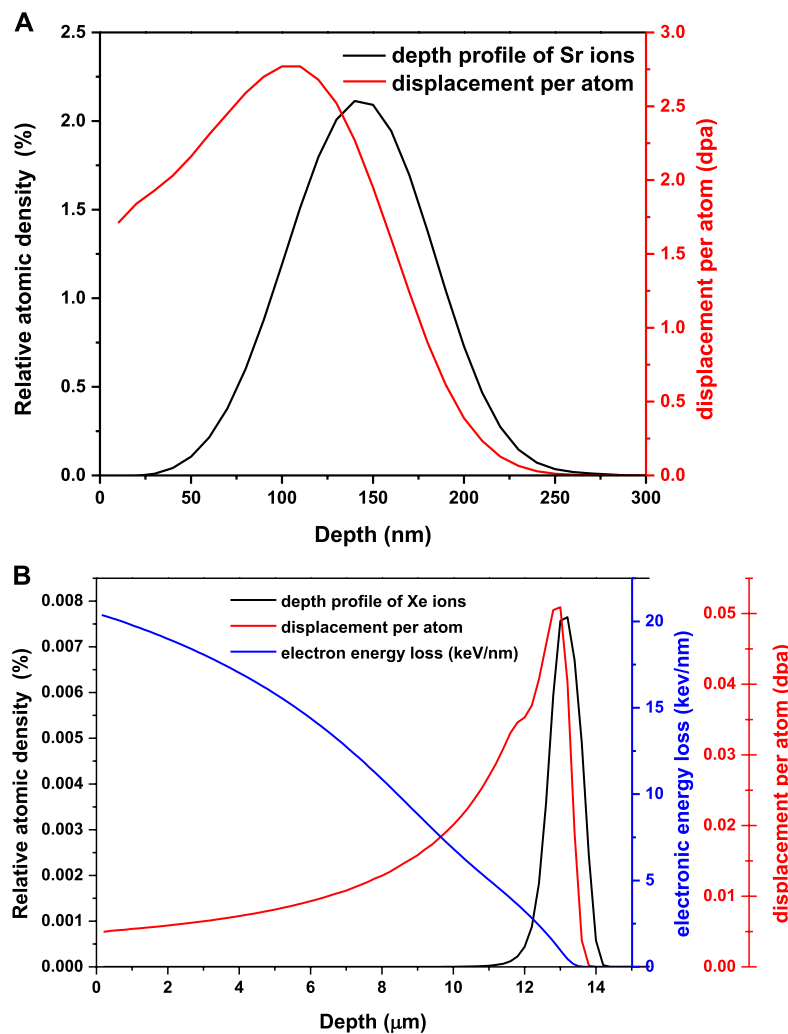 A
depth profile of Sr ions
displacement per atom
2.5
2.0
1.5
1.0
0.5
0.0
Relative atomic density (%)
3.0
2.5
2.0
1.5
1.0
0.5
0.0
displacement per atom (dpa)
0 50 100 150 200 250 300
Depth (nm)
B
depth profile of Xe ions
displacement per atom
electron energy loss (keV/nm)
0.008
0.007
0.006
0.005
0.004
0.003
0.002
0.001
0.000
Relative atomic density (%)
20
15
10
5
0
electronic energy loss (kev/nm)
0.05
0.04
0.03
0.02
0.01
0.00
displacement per atom (dpa)
0 2 4 6 8 10 12 14
Depth (μm)